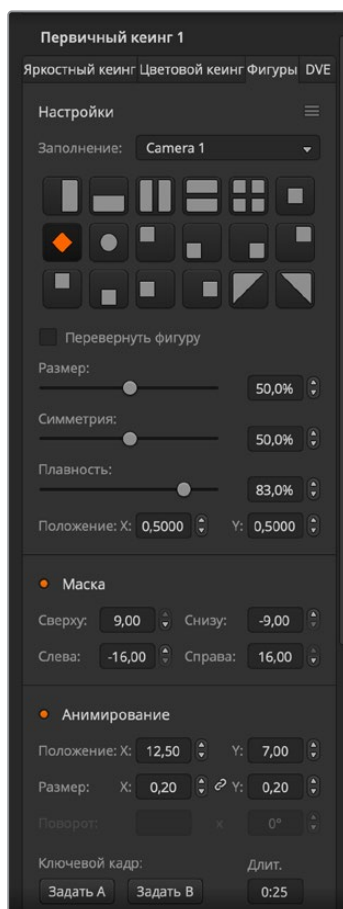 Первичный кеинг 1
Яркостный кеинг Цветовой кеинг Фигуры DVE
Настройки
Заполнение: Camera 1
Перевернуть фигуру
Размер:
50,0%
Симметрия:
50,0%
Плавность:
83,0%
Положение: X: 0,5000 Y: 0,5000
Маска
Сверху: 9,00 Снизу: -9,00
Слева: -16,00 Справа: 16,00
Анимирование
Положение: X: 12,50 Y: 7,00
Размер: X: 0,20 Y: 0,20
Поворот: x 0°
Ключевой кадр: Длит.
Задать A Задать B 0:25